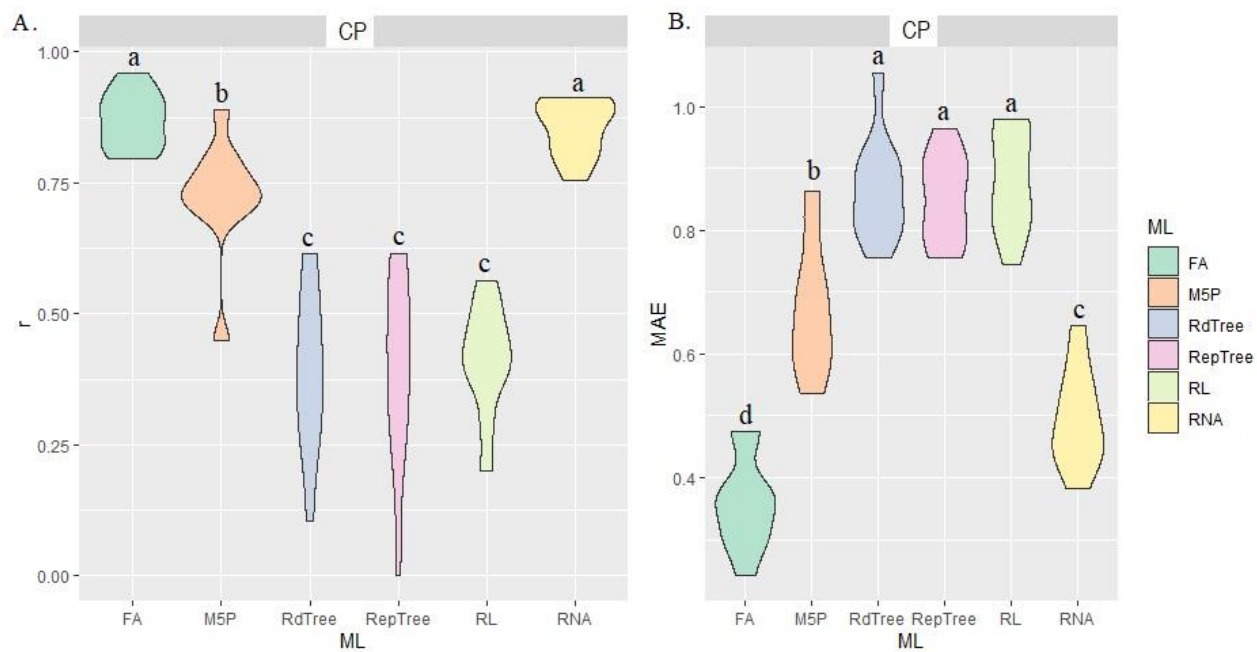 A.
CP
1.00
0.75
0.50
0.25
0.00
r
a
b
c
c
c
a
FA M5P RdTree RepTree RL RNA
ML
B.
CP
1.0
0.8
0.6
0.4
MAE
d
b
a
a
a
c
FA M5P RdTree RepTree RL RNA
ML
ML
FA
M5P
RdTree
RepTree
RL
RNA